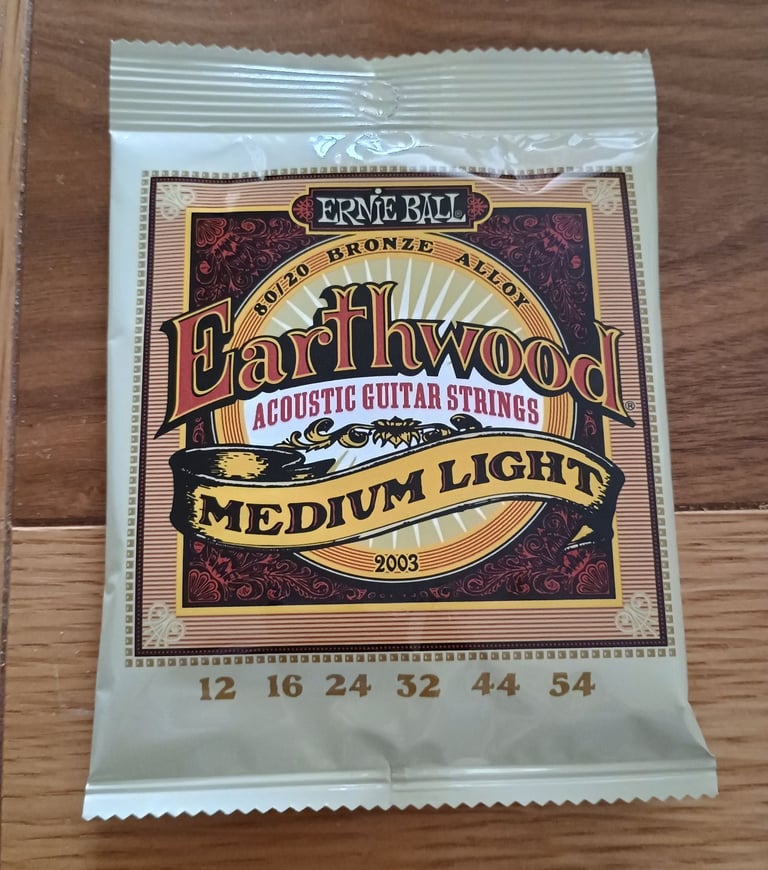 ERNIE BALL®
80/20 BRONZE ALLOY
Earthwood®
ACOUSTIC GUITAR STRINGS
MEDIUM LIGHT
2003
12 16 24 32 44 54